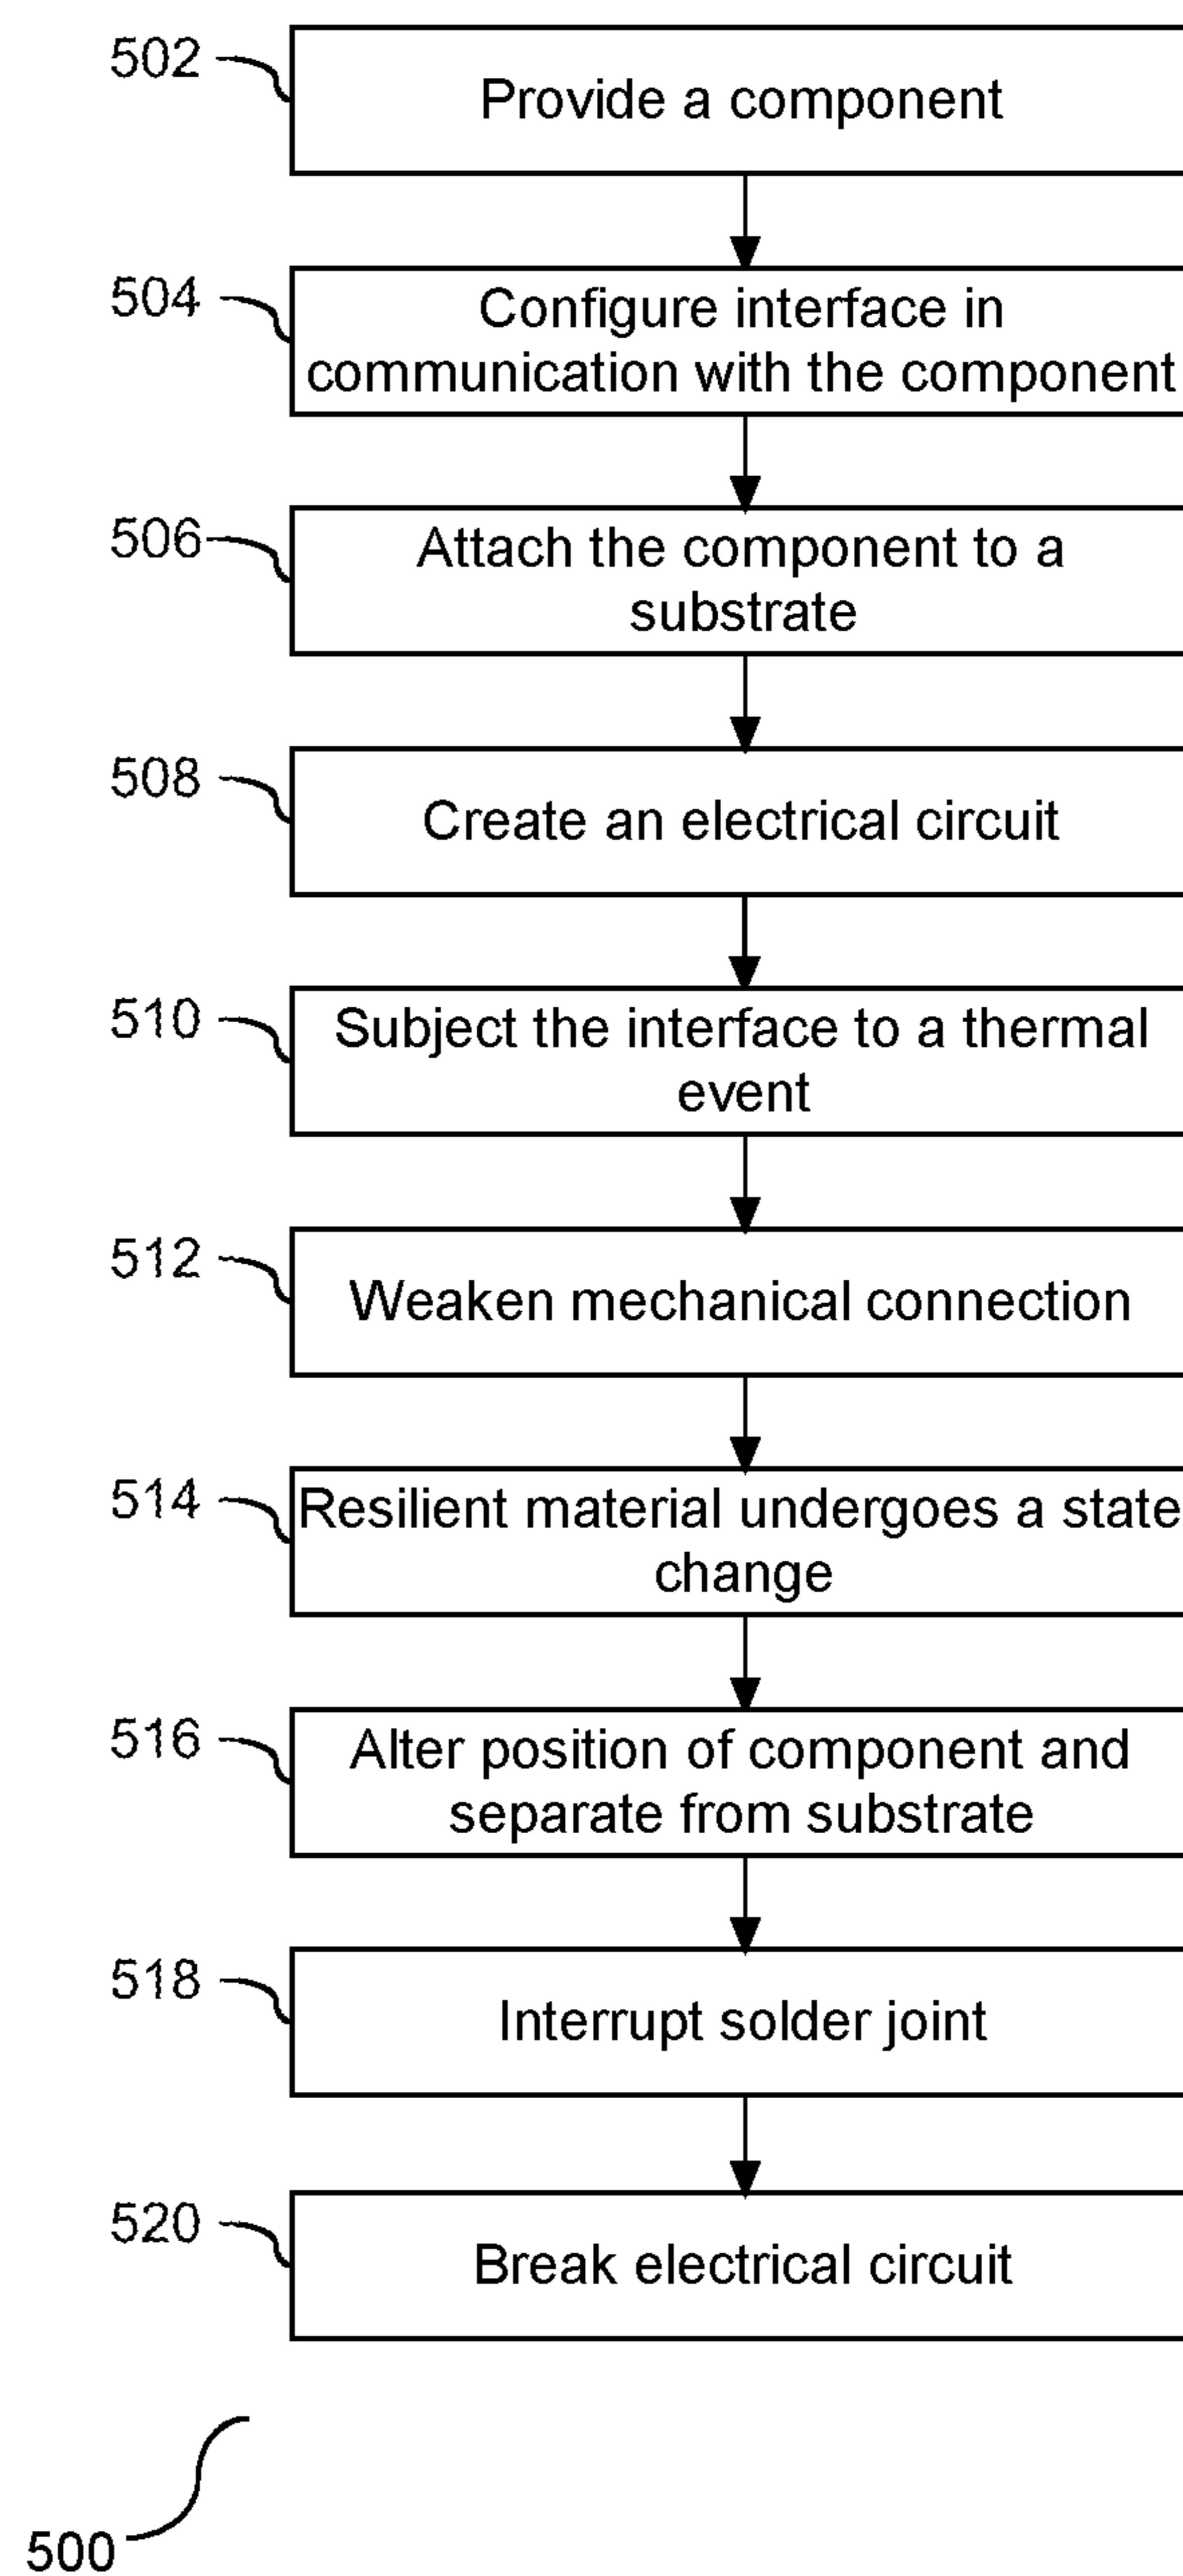 502
Provide a component
504
Configure interface in
communication with the component
506
Attach the component to a
substrate
508
Create an electrical circuit
510
Subject the interface to a thermal
event
512
Weaken mechanical connection
514
Resilient material undergoes a state
change
516
Alter position of component and
separate from substrate
518
Interrupt solder joint
520
Break electrical circuit
500